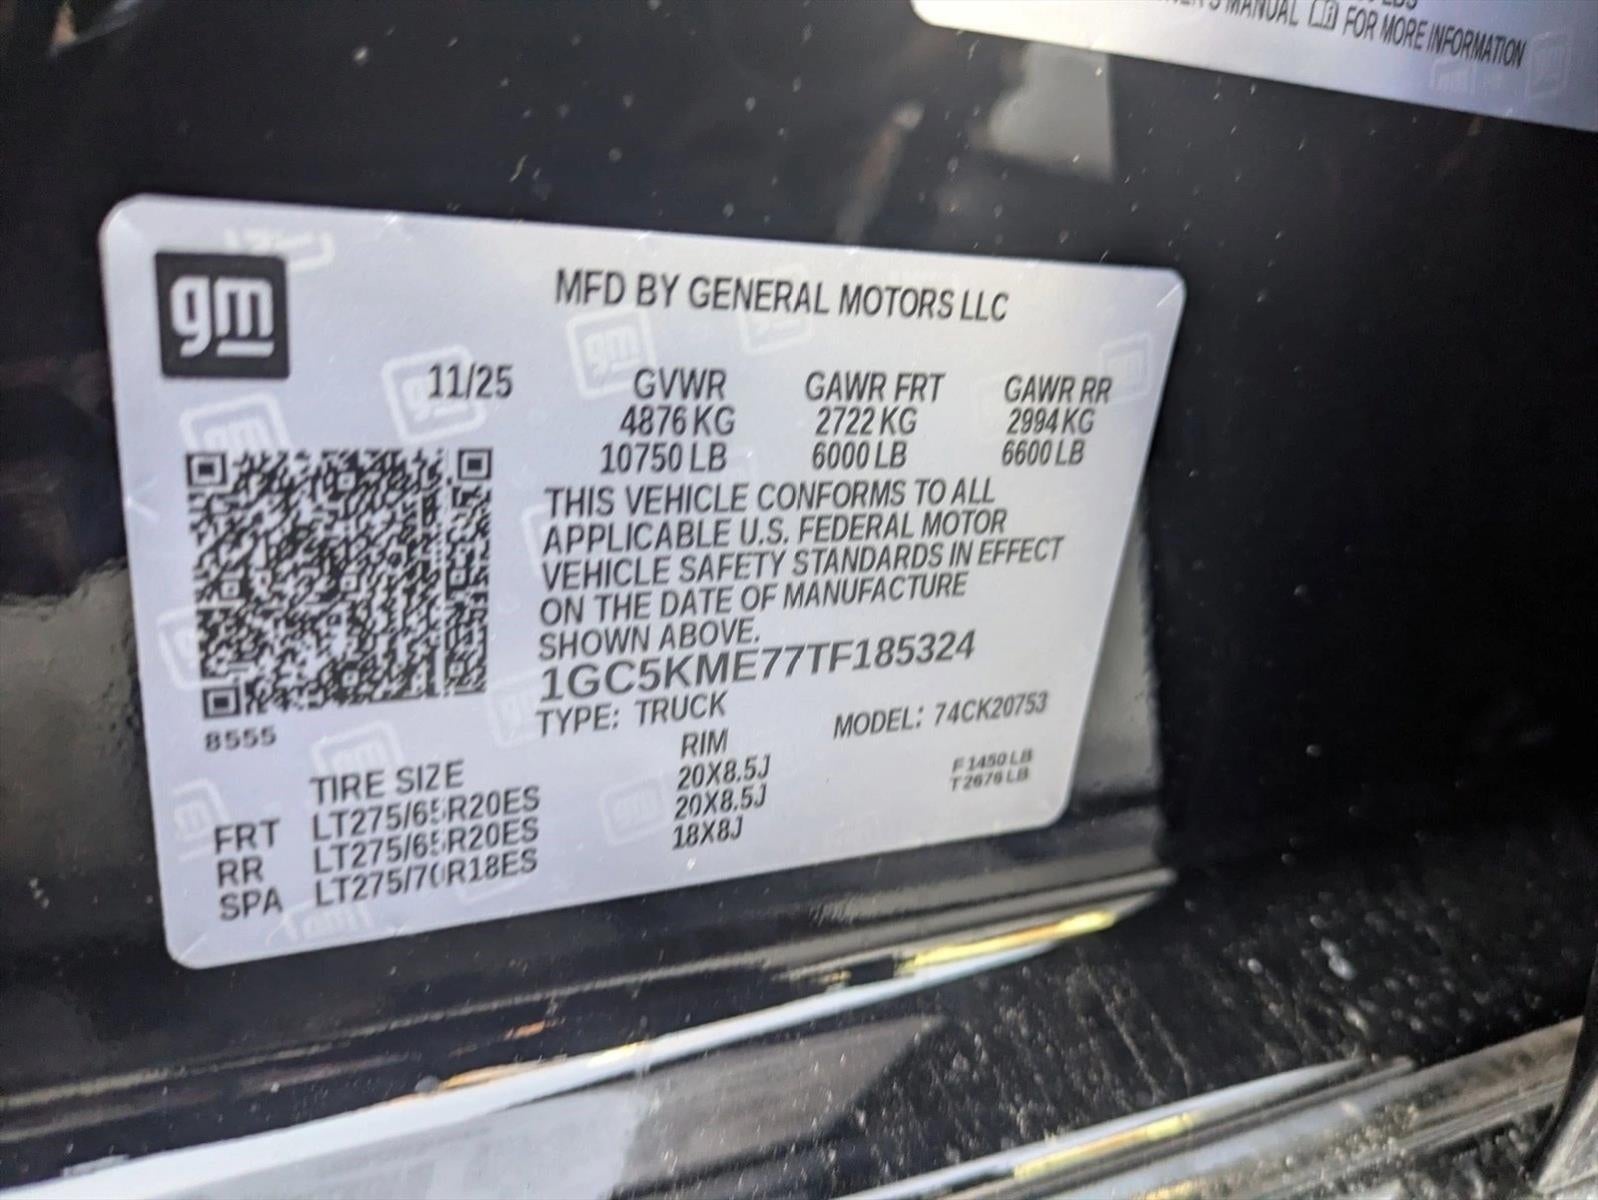 'S MANUAL FOR MORE INFORMATION
gm
MFD BY GENERAL MOTORS LLC
11/25 GVWR GAWR FRT GAWR RR
4876 KG 2722 KG 2994 KG
10750 LB 6000 LB 6600 LB
THIS VEHICLE CONFORMS TO ALL
APPLICABLE U.S. FEDERAL MOTOR
VEHICLE SAFETY STANDARDS IN EFFECT
ON THE DATE OF MANUFACTURE
SHOWN ABOVE.
1GC5KME77TF185324
TYPE: TRUCK MODEL: 74CK20753
8555
TIRE SIZE RIM
FRT LT275/65R20ES 20X8.5J
RR LT275/65R20ES 20X8.5J
SPA LT275/70R18ES 18X8J
F 1450 LB
T 2676 LB